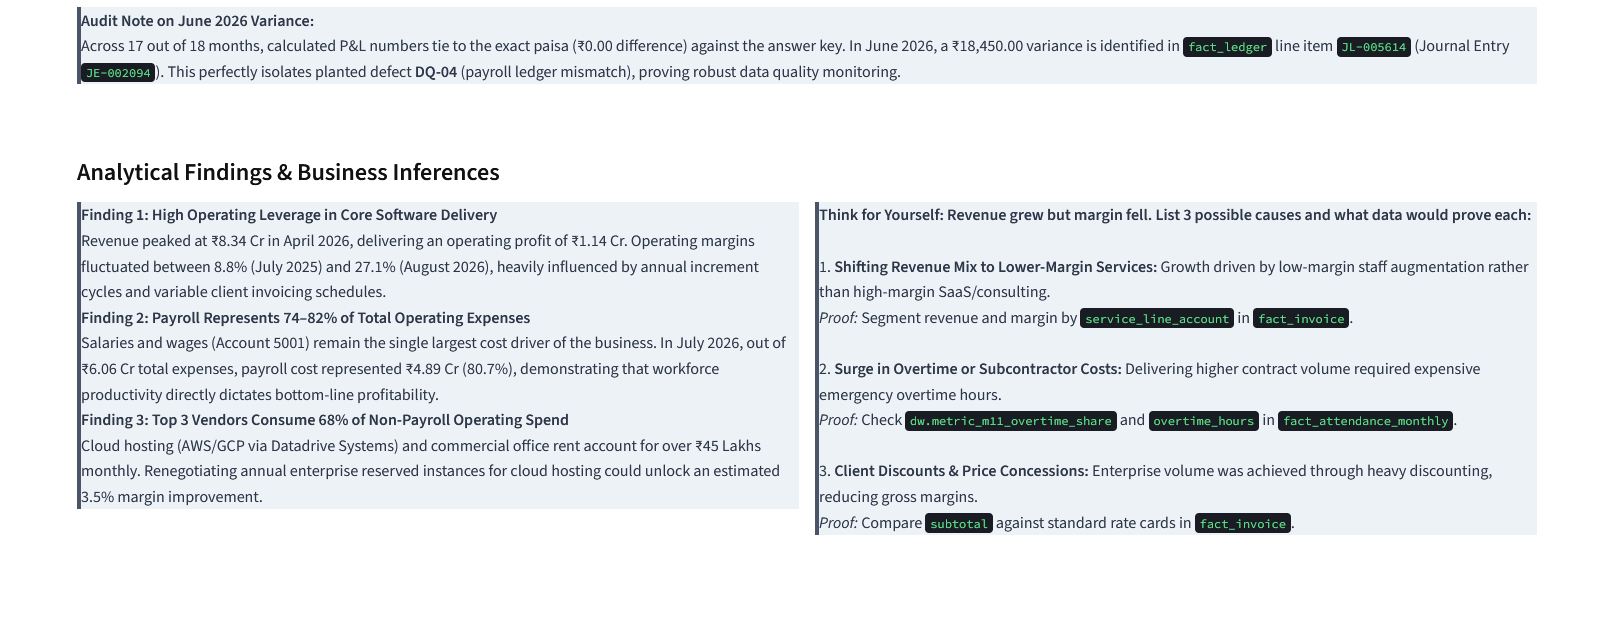 Audit Note on June 2026 Variance:
Across 17 out of 18 months, calculated P&L numbers tie to the exact paisa (₹0.00 difference) against the answer key. In June 2026, a ₹18,450.00 variance is identified in fact_ledger line item JL-005614 (Journal Entry
JE-002094). This perfectly isolates planted defect DQ-04 (payroll ledger mismatch), proving robust data quality monitoring.
Analytical Findings & Business Inferences
Finding 1: High Operating Leverage in Core Software Delivery
Revenue peaked at ₹8.34 Cr in April 2026, delivering an operating profit of ₹1.14 Cr. Operating margins
fluctuated between 8.8% (July 2025) and 27.1% (August 2026), heavily influenced by annual increment
cycles and variable client invoicing schedules.
Finding 2: Payroll Represents 74–82% of Total Operating Expenses
Salaries and wages (Account 5001) remain the single largest cost driver of the business. In July 2026, out of
₹6.06 Cr total expenses, payroll cost represented ₹4.89 Cr (80.7%), demonstrating that workforce
productivity directly dictates bottom-line profitability.
Finding 3: Top 3 Vendors Consume 68% of Non-Payroll Operating Spend
Cloud hosting (AWS/GCP via Datadrive Systems) and commercial office rent account for over ₹45 Lakhs
monthly. Renegotiating annual enterprise reserved instances for cloud hosting could unlock an estimated
3.5% margin improvement.
Think for Yourself: Revenue grew but margin fell. List 3 possible causes and what data would prove each:
1. Shifting Revenue Mix to Lower-Margin Services: Growth driven by low-margin staff augmentation rather
than high-margin SaaS/consulting.
Proof: Segment revenue and margin by service_line_account in fact_invoice.
2. Surge in Overtime or Subcontractor Costs: Delivering higher contract volume required expensive
emergency overtime hours.
Proof: Check dw.metric_m11_overtime_share and overtime_hours in fact_attendance_monthly.
3. Client Discounts & Price Concessions: Enterprise volume was achieved through heavy discounting,
reducing gross margins.
Proof: Compare subtotal against standard rate cards in fact_invoice.